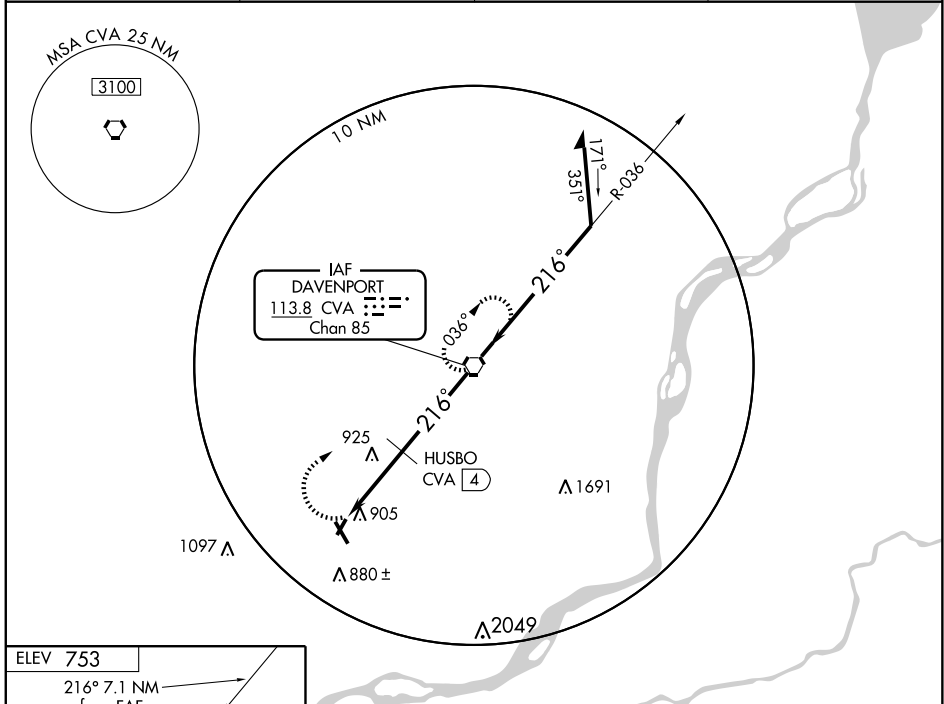 MSA CVA 25 NM
3100
10 NM
171°
351°
R-036
216°
IAF
DAVENPORT
113.8 CVA
Chan 85
036°
216°
925
HUSBO
CVA 4
1691
905
1097
880 ±
2049
ELEV 753
216° 7.1 NM
from FAF